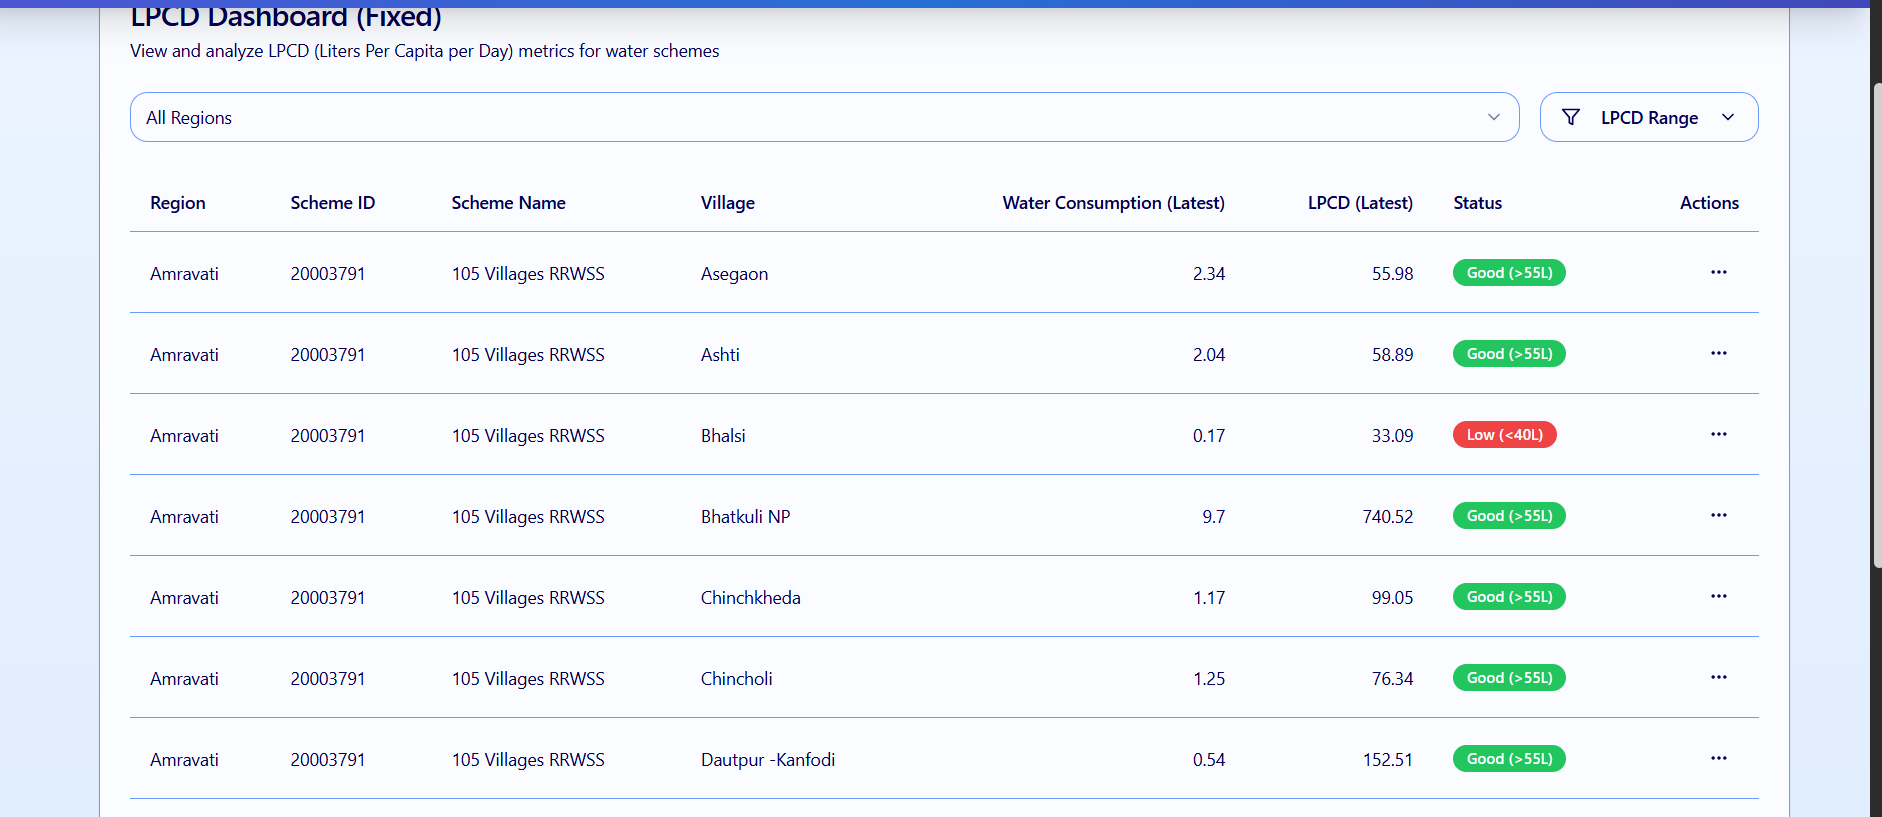 LPCD Dashboard (Fixed)
View and analyze LPCD (Liters Per Capita per Day) metrics for water schemes
All Regions LPCD Range
Region Scheme ID Scheme Name Village Water Consumption (Latest) LPCD (Latest) Status Actions
Amravati 20003791 105 Villages RRWSS Asegaon 2.34 55.98 Good (>55L) ···
Amravati 20003791 105 Villages RRWSS Ashti 2.04 58.89 Good (>55L) ···
Amravati 20003791 105 Villages RRWSS Bhalsi 0.17 33.09 Low (<40L) ···
Amravati 20003791 105 Villages RRWSS Bhatkuli NP 9.7 740.52 Good (>55L) ···
Amravati 20003791 105 Villages RRWSS Chinchkheda 1.17 99.05 Good (>55L) ···
Amravati 20003791 105 Villages RRWSS Chincholi 1.25 76.34 Good (>55L) ···
Amravati 20003791 105 Villages RRWSS Dautpur -Kanfodi 0.54 152.51 Good (>55L) ···